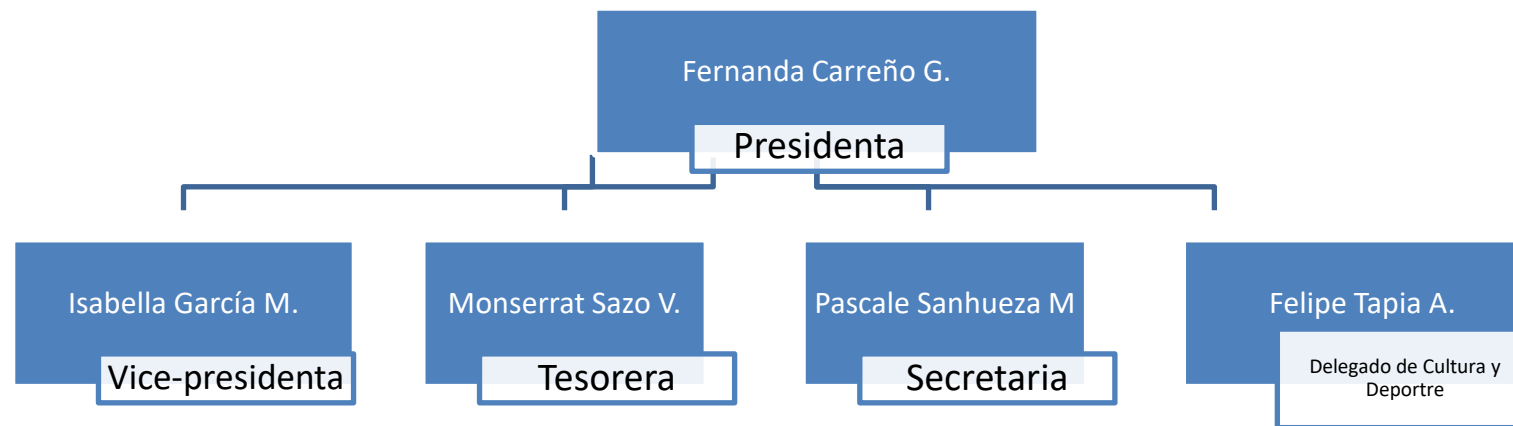 Fernanda Carreño G.
Presidenta
Isabella García M.
Vice-presidenta
Monserrat Sazo V.
Tesorera
Pascale Sanhueza M
Secretaria
Felipe Tapia A.
Delegado de Cultura y
Deportre